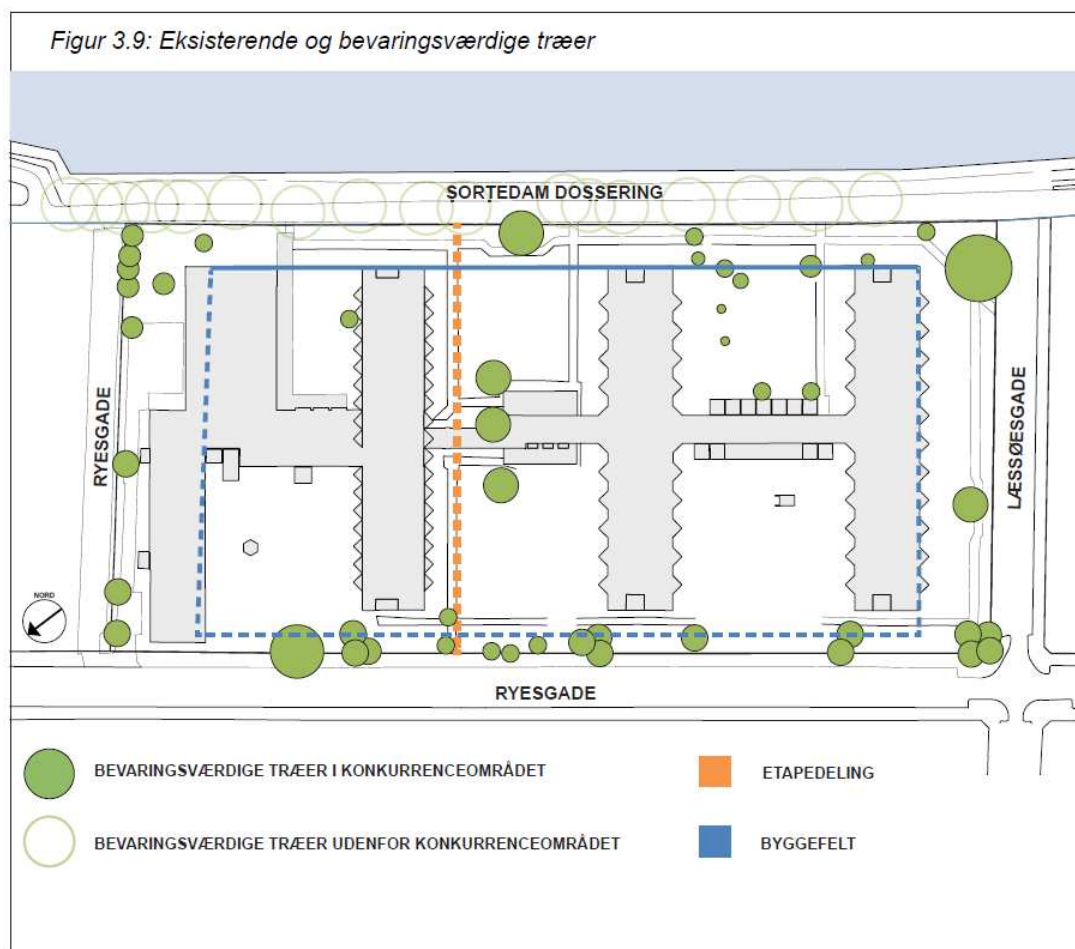 Figur 3.9: Eksisterende og bevaringsværdige træer
SORTEDAM DOSSERING
RYESGADE
LÆSSØESGADE
NORD
RYESGADE
BEVARINGSVÆRDIGE TRÆER I KONKURRENCEOMRÅDET
ETAPEDELING
BEVARINGSVÆRDIGE TRÆER UDENFOR KONKURRENCEOMRÅDET
BYGGEFELT